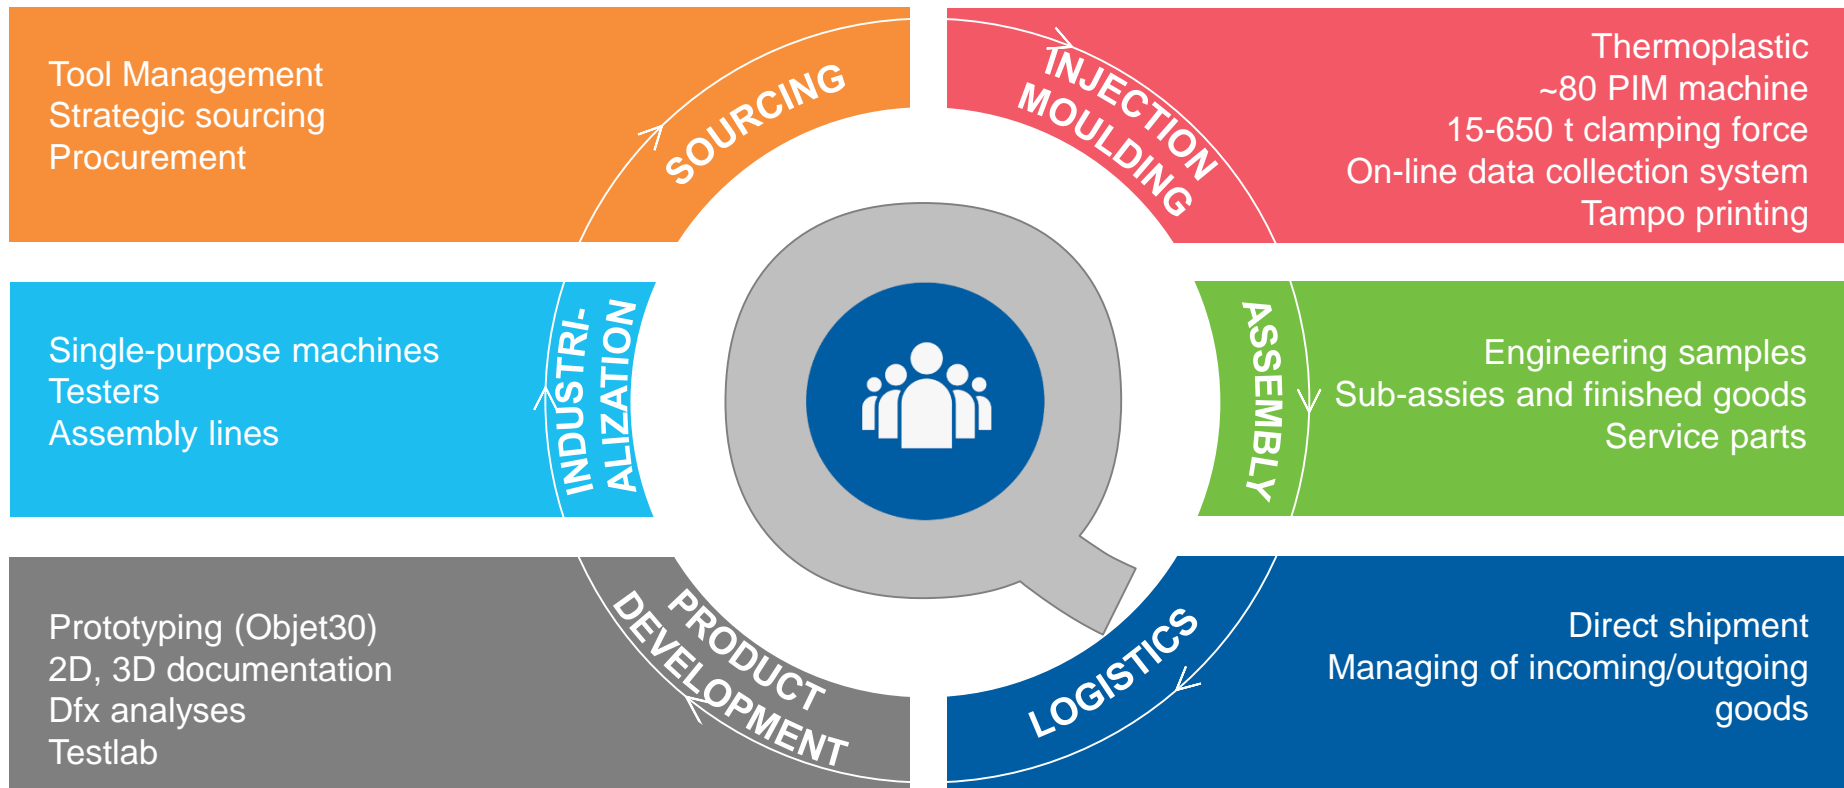 Tool Management
Strategic sourcing
Procurement
SOURCING
INJECTION
MOULDING
Thermoplastic
~80 PIM machine
15-650 t clamping force
On-line data collection system
Tampo printing
Single-purpose machines
Testers
Assembly lines
INDUSTRI-
ALIZATION
ASSEMBLY
Engineering samples
Sub-assies and finished goods
Service parts
Prototyping (Objet30)
2D, 3D documentation
Dfx analyses
Testlab
PRODUCT
DEVELOPMENT
LOGISTICS
Direct shipment
Managing of incoming/outgoing
goods